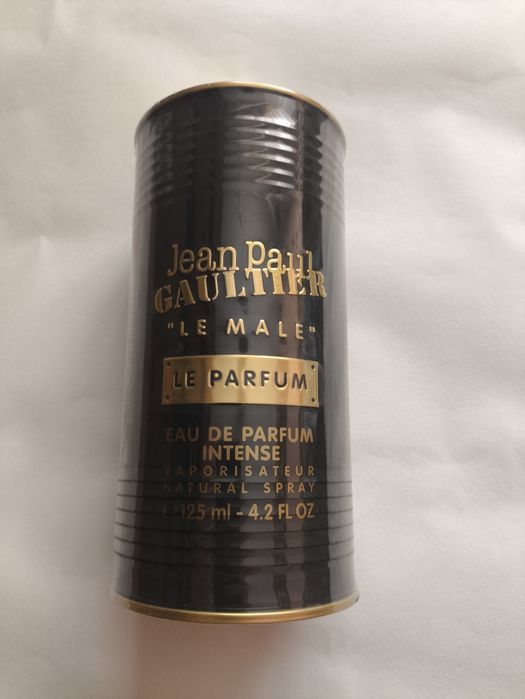 Jean Paul
GAULTIER
"LE MALE"
LE PARFUM
EAU DE PARFUM
INTENSE
VAPORISATEUR
NATURAL SPRAY
125 ml - 4.2 FL OZ